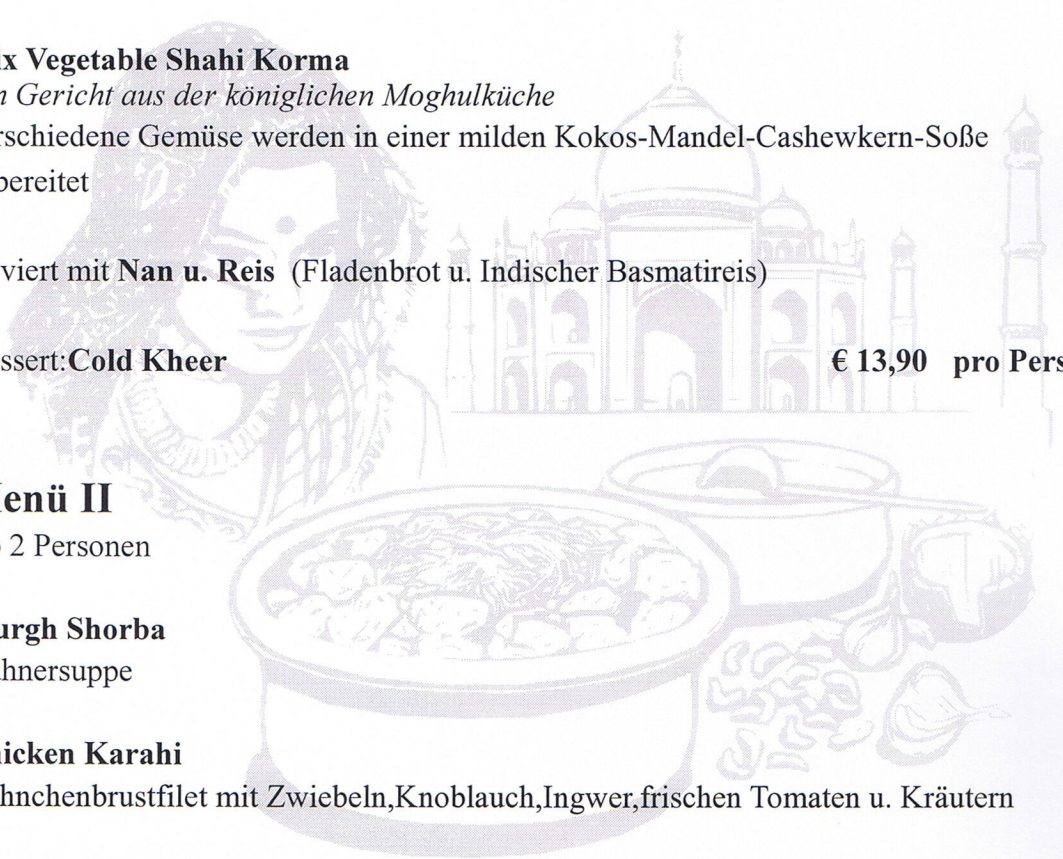 ix Vegetable Shahi Korma
n Gericht aus der königlichen Moghulküche
rschiedene Gemüse werden in einer milden Kokos-Mandel-Cashewkern-Soße
bereitet
viert mit Nan u. Reis (Fladenbrot u. Indischer Basmatireis)
ssert:Cold Kheer € 13,90 pro Pers
enü II
2 Personen
urgh Shorba
hnersuppe
icken Karahi
hnchenbrustfilet mit Zwiebeln,Knoblauch,Ingwer,frischen Tomaten u. Kräutern